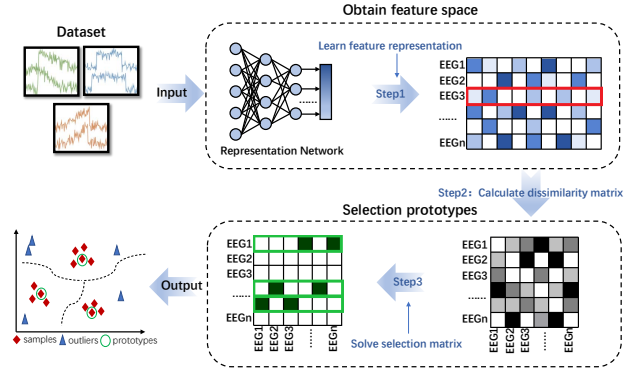 Obtain feature space
Dataset
Learn feature representation
Input
Step1
EEG1
EEG2
EEG3
......
EEGn
......
Representation Network
Step2：Calculate dissimilarity matrix
Selection prototypes
EEG1
EEG2
EEG3
......
EEGn
EEG1
EEG2
EEG3
......
EEGn
Step3
Solve selection matrix
EEG1
EEG2
EEG3
......
EEGn
EEG1
EEG2
EEG3
......
EEGn
Output
samples outliers prototypes